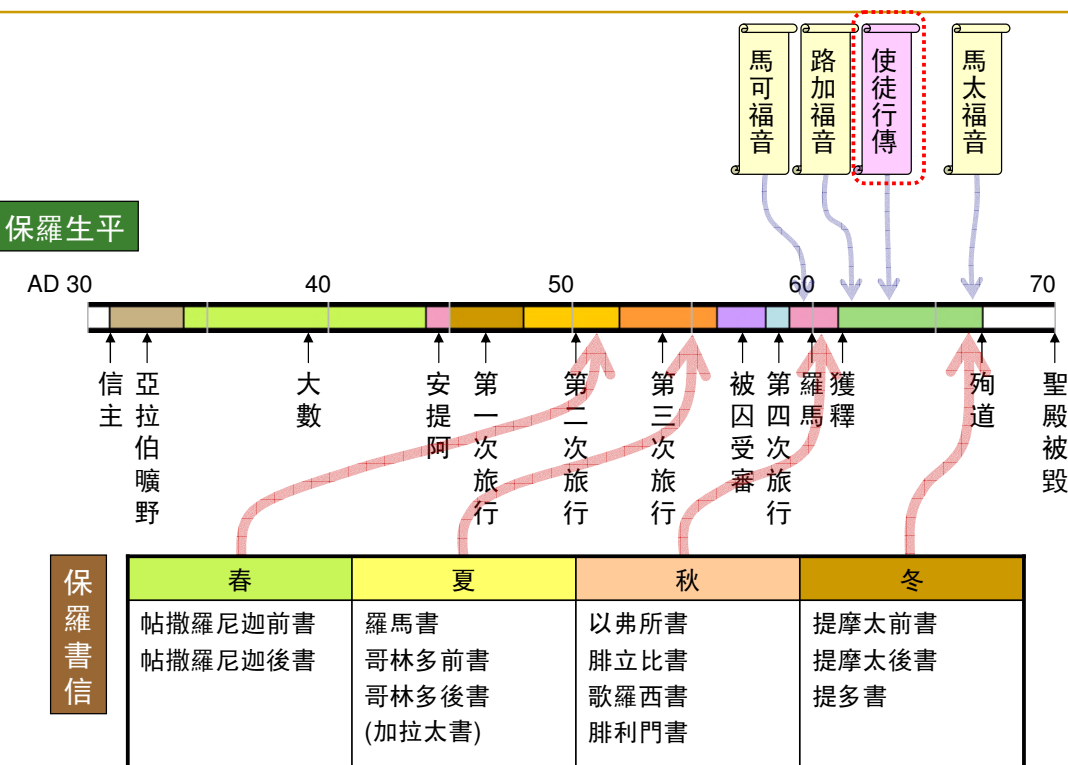 馬可福音
路加福音
使徒行傳
馬太福音
保羅生平
AD 30
40
50
60
70
信主
亞拉伯曠野
大數
安提阿
第一次旅行
第二次旅行
第三次旅行
被囚受審
第四次旅行
羅馬
獲釋
殉道
聖殿被毀
保羅書信
春
夏
秋
冬
帖撒羅尼迦前書
帖撒羅尼迦後書
羅馬書
哥林多前書
哥林多後書
(加拉太書)
以弗所書
腓立比書
歌羅西書
腓利門書
提摩太前書
提摩太後書
提多書